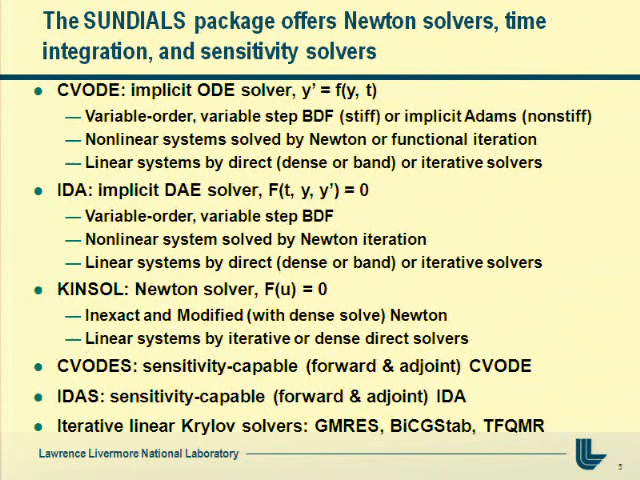 The SUNDIALS package offers Newton solvers, time
integration, and sensitivity solvers
● CVODE: implicit ODE solver, y’ = f(y, t)
— Variable-order, variable step BDF (stiff) or implicit Adams (nonstiff)
— Nonlinear systems solved by Newton or functional iteration
— Linear systems by direct (dense or band) or iterative solvers
● IDA: implicit DAE solver, F(t, y, y’) = 0
— Variable-order, variable step BDF
— Nonlinear system solved by Newton iteration
— Linear systems by direct (dense or band) or iterative solvers
● KINSOL: Newton solver, F(u) = 0
— Inexact and Modified (with dense solve) Newton
— Linear systems by iterative or dense direct solvers
● CVODES: sensitivity-capable (forward & adjoint) CVODE
● IDAS: sensitivity-capable (forward & adjoint) IDA
● Iterative linear Krylov solvers: GMRES, BiCGStab, TFQMR
Lawrence Livermore National Laboratory
5